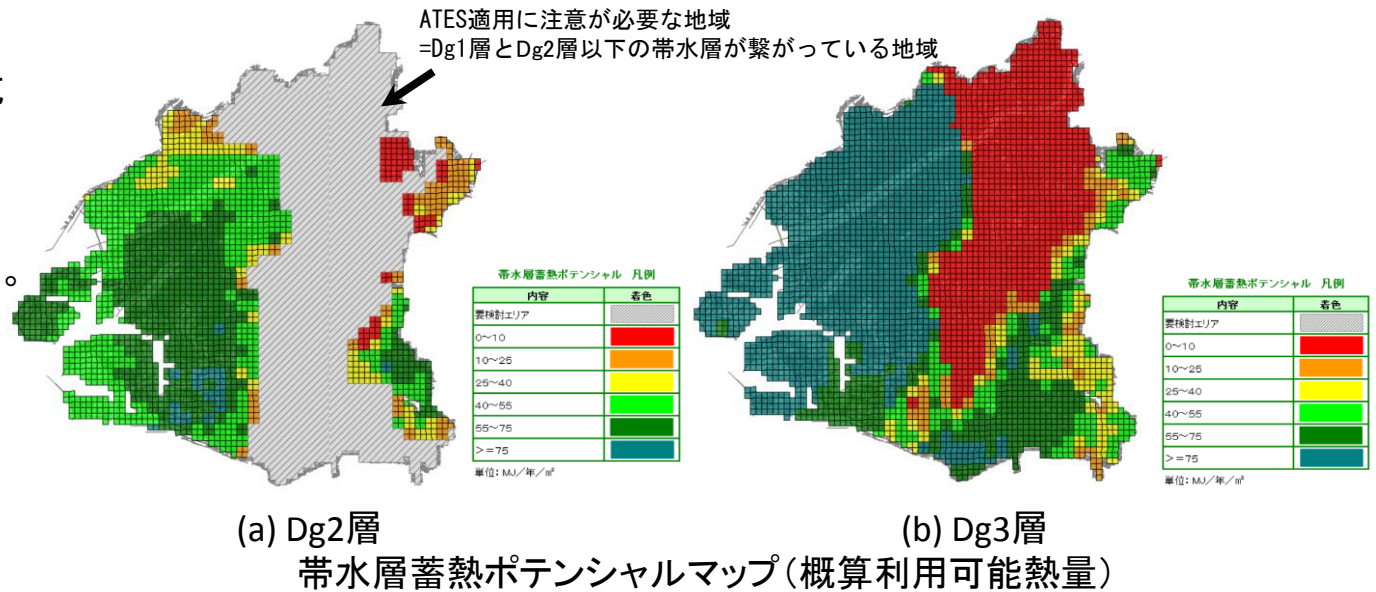 ATES適用に注意が必要な地域
=Dg1層とDg2層以下の帯水層が繋がっている地域
。
帯水層蓄熱ポテンシャル 凡例
内容 着色
要検討エリア
0~10
10~25
25~40
40~55
55~75
>=75
単位: MJ/年/㎡
帯水層蓄熱ポテンシャル 凡例
内容 着色
要検討エリア
0~10
10~25
25~40
40~55
55~75
>=75
単位: MJ/年/㎡
(a) Dg2層
(b) Dg3層
帯水層蓄熱ポテンシャルマップ(概算利用可能熱量)